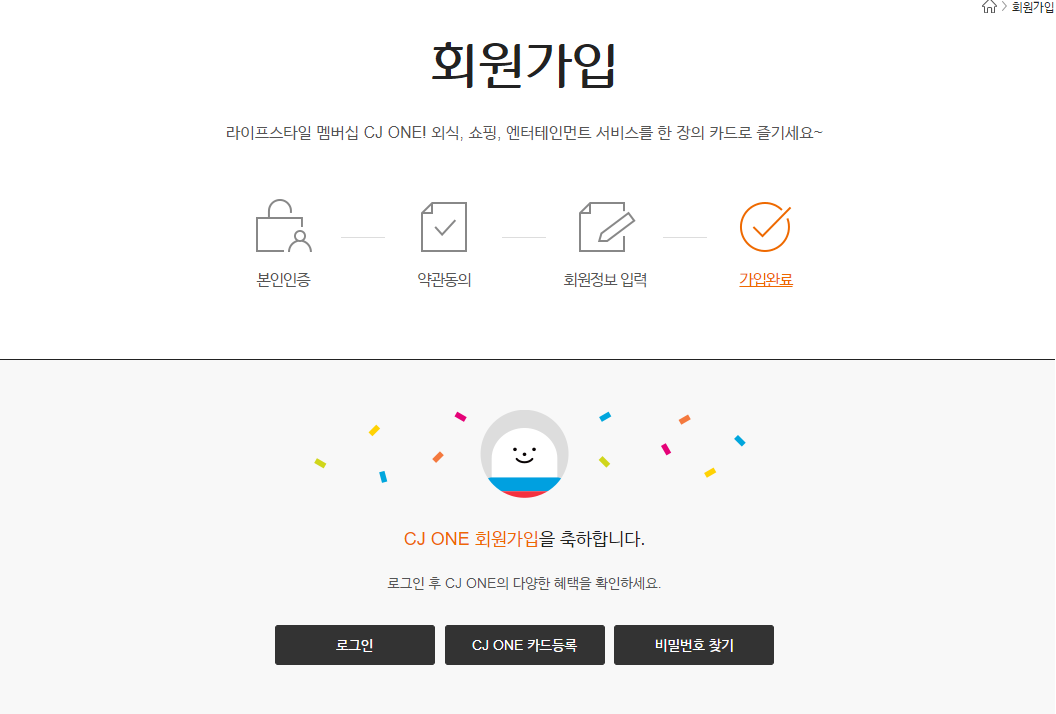 회원가입
회원가입
라이프스타일 멤버십 CJ ONE! 외식, 쇼핑, 엔터테인먼트 서비스를 한 장의 카드로 즐기세요~
본인인증
약관동의
회원정보 입력
가입완료
CJ ONE 회원가입을 축하합니다.
로그인 후 CJ ONE의 다양한 혜택을 확인하세요.
로그인
CJ ONE 카드등록
비밀번호 찾기